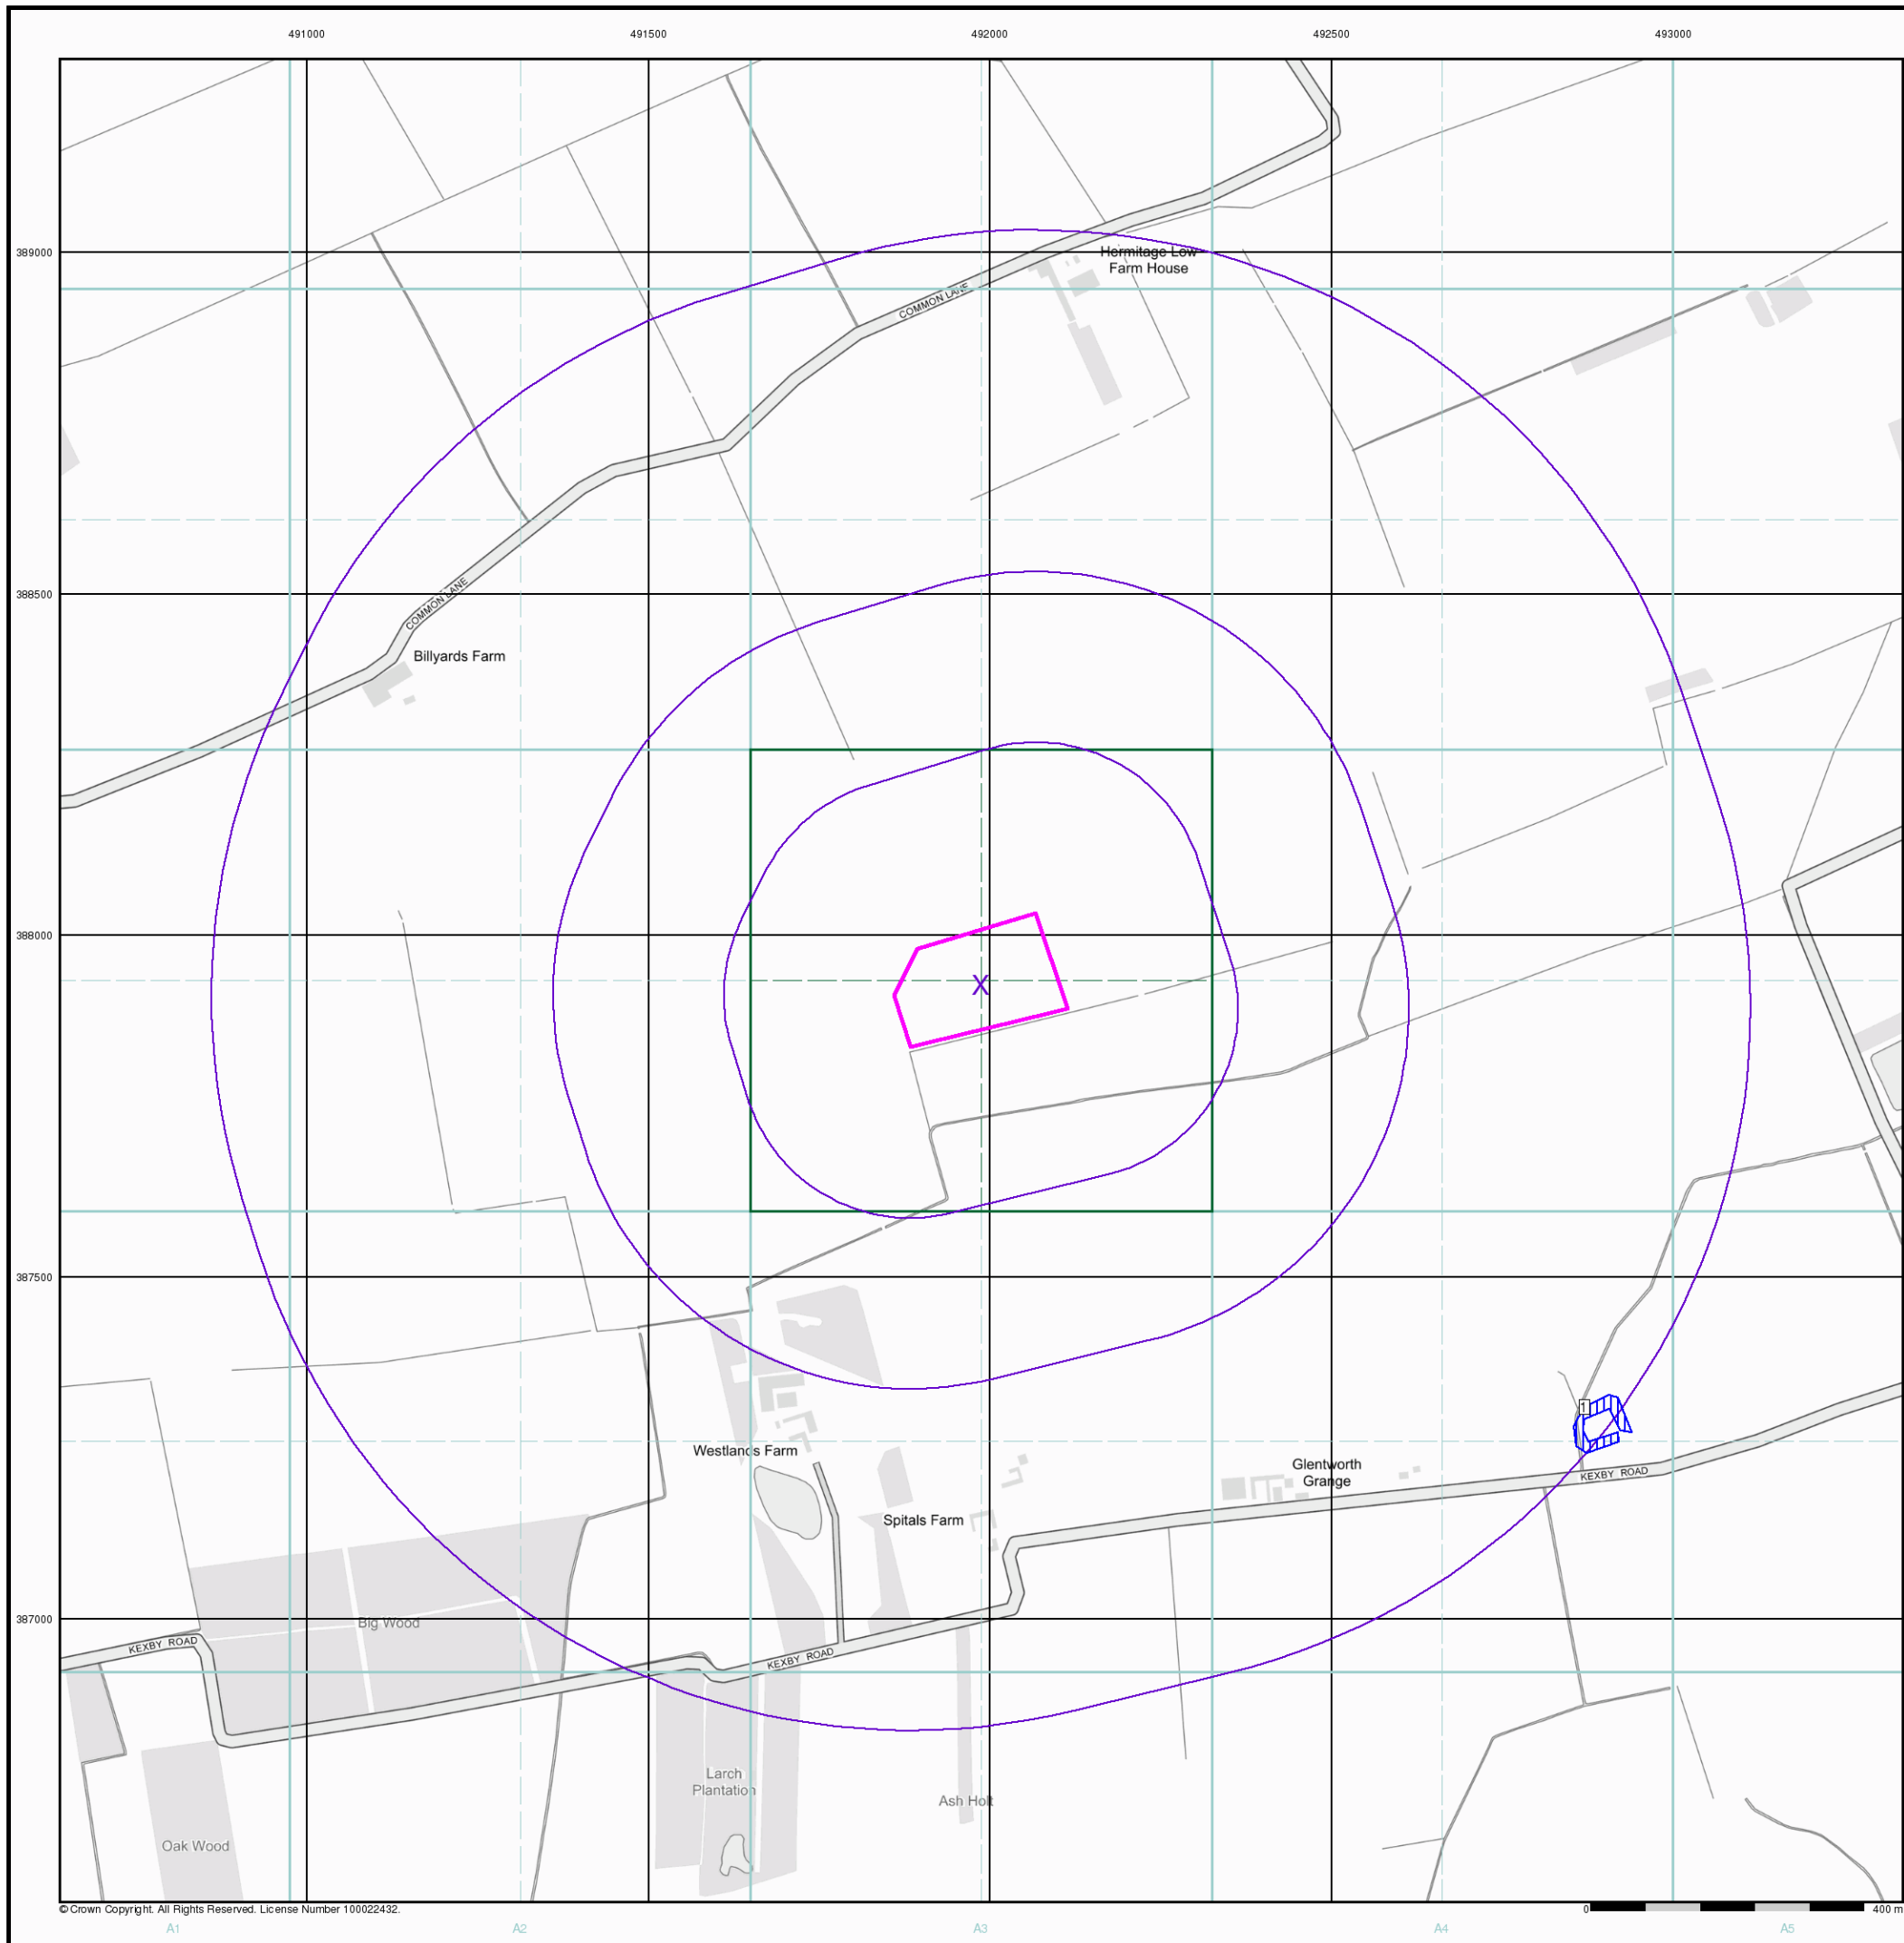 491000
491500
492000
492500
493000
389000
Hermitage Low
Farm House
COMMON LANE
388500
COMMON LANE
Billyards Farm
388000
X
387500
1
Westlands Farm
Glentworth
Grange
KEXBY ROAD
Spitals Farm
387000
Big Wood
KEXBY ROAD
KEXBY ROAD
Larch
Plantation
Ash Holt
Oak Wood
© Crown Copyright. All Rights Reserved. License Number 100022432.
0
400 m
A1
A2
A3
A4
A5